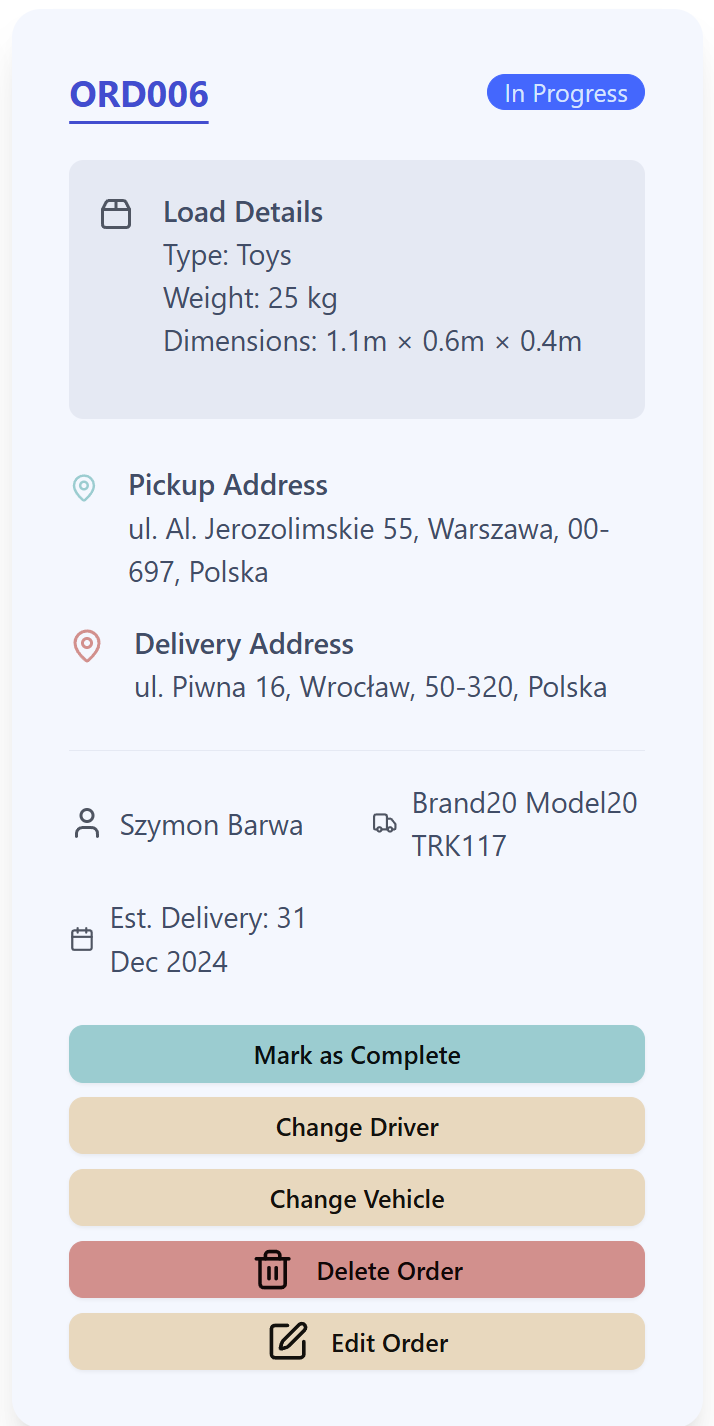 ORD006
In Progress
Load Details
Type: Toys
Weight: 25 kg
Dimensions: 1.1m × 0.6m × 0.4m
Pickup Address
ul. Al. Jerozolimskie 55, Warszawa, 00-
697, Polska
Delivery Address
ul. Piwna 16, Wrocław, 50-320, Polska
Szymon Barwa
Brand20 Model20
TRK117
Est. Delivery: 31
Dec 2024
Mark as Complete
Change Driver
Change Vehicle
Delete Order
Edit Order